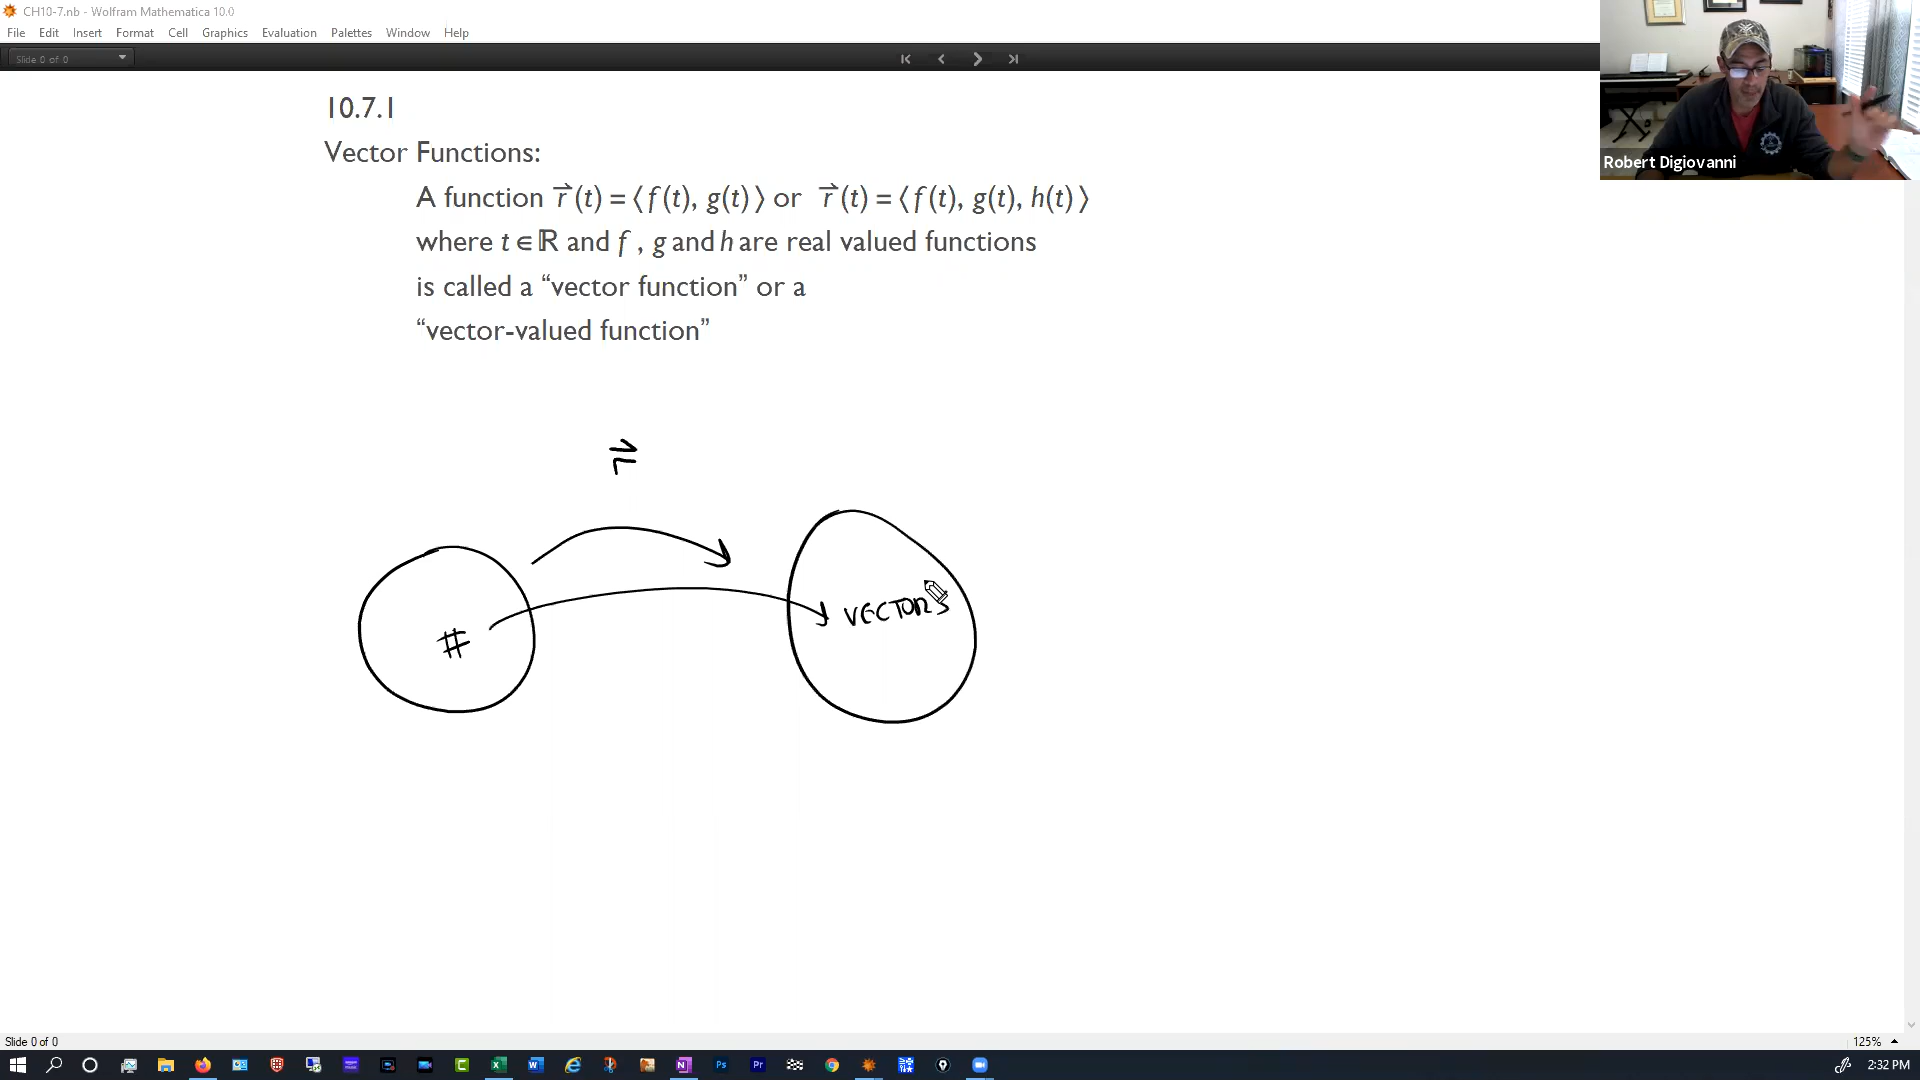 CH10-7.nb - Wolfram Mathematica 10.0
File Edit Insert Format Cell Graphics Evaluation Palettes Window Help
Slide 0 of 0
Robert Digiovanni
10.7.1
Vector Functions:
A function r⃗(t) = ⟨f(t), g(t)⟩ or r⃗(t) = ⟨f(t), g(t), h(t)⟩
where t ∈ ℝ and f , g and h are real valued functions
is called a “vector function” or a
“vector-valued function”
r⃗
# VECTORS
Slide 0 of 0 125%
2:32 PM